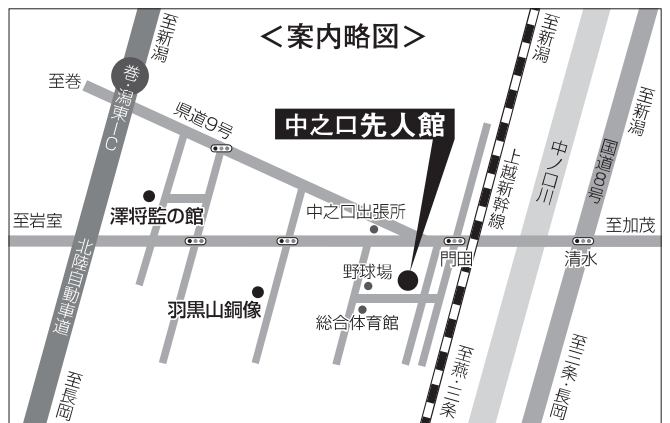 ＜案内略図＞
至新潟
至新潟
至新潟
巻・潟東IC
至巻
県道9号
中之口先人館
上越新幹線
中ノ口川
国道8号
澤将監の館
中之口出張所
至岩室
至加茂
門田
清水
北陸自動車道
野球場
羽黒山銅像
総合体育館
至長岡
至燕・三条
至三条・長岡